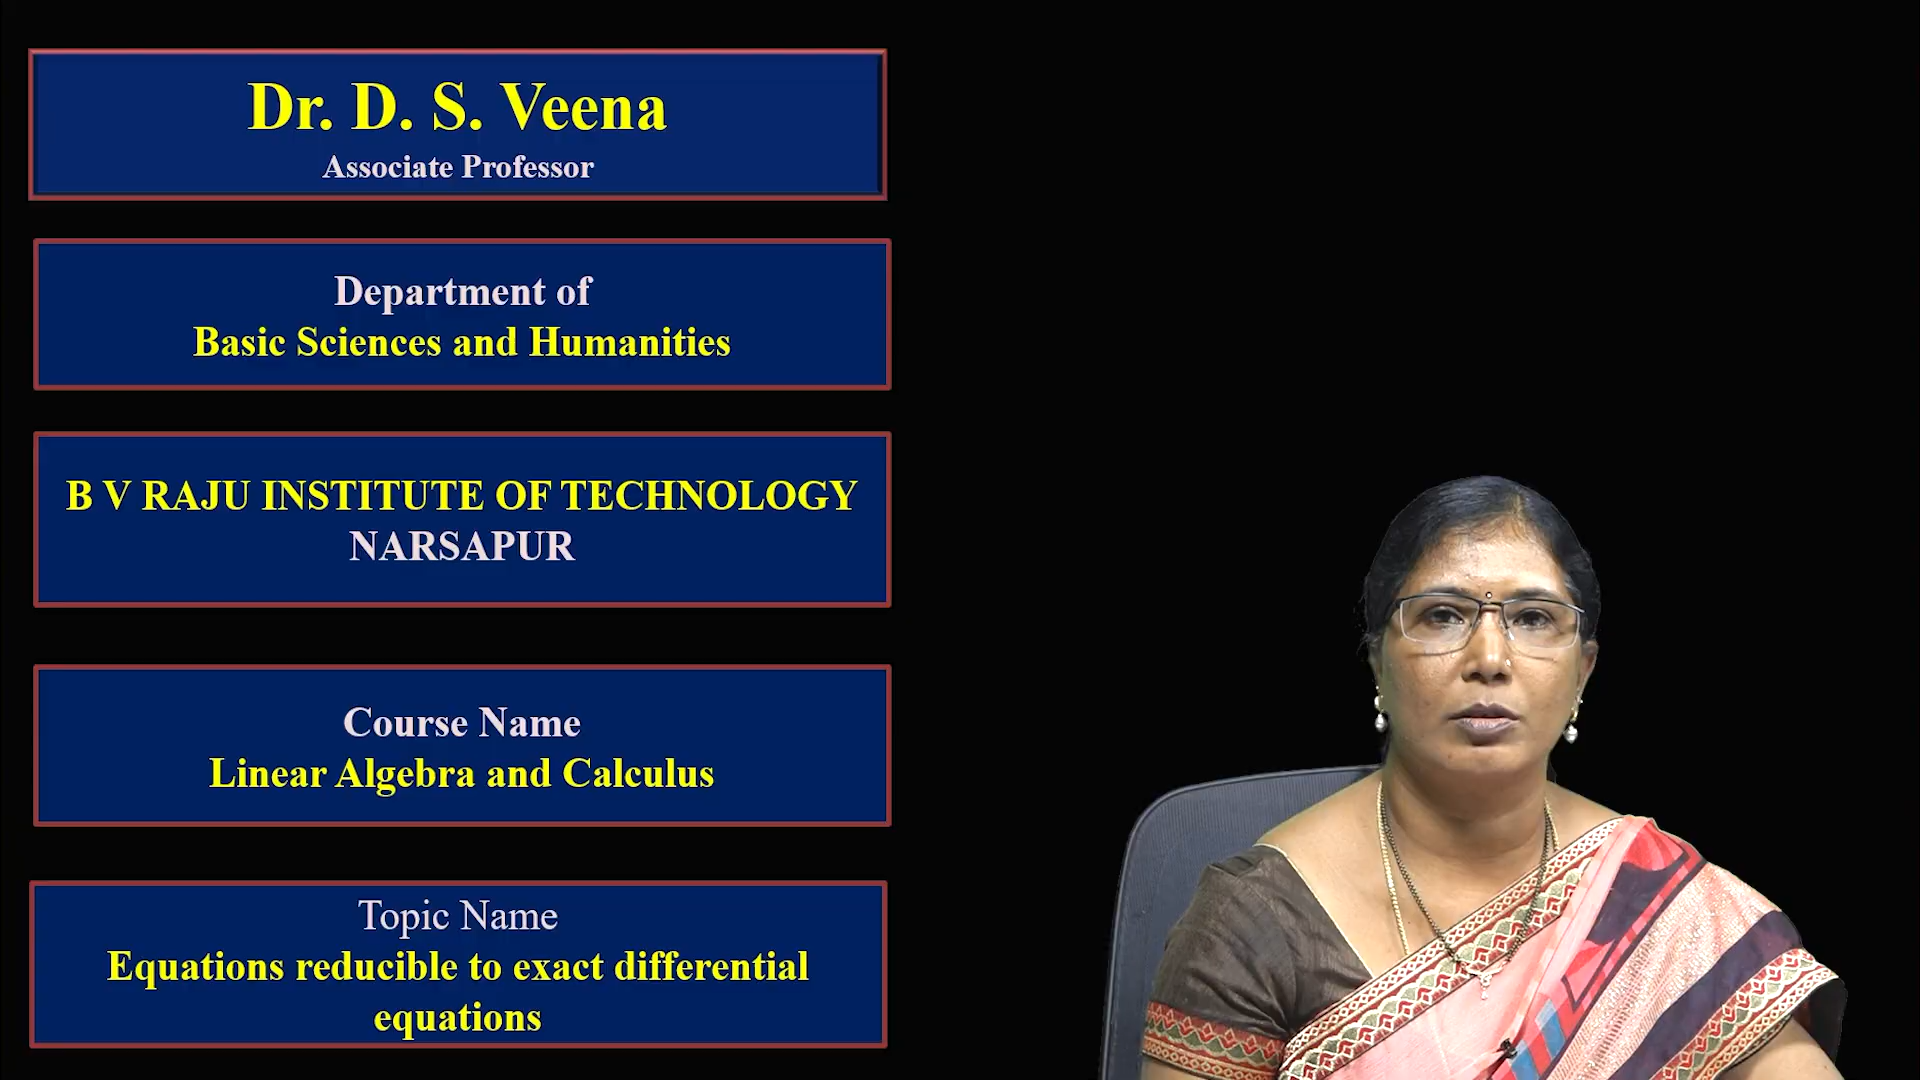 Dr. D. S. Veena
Associate Professor
Department of
Basic Sciences and Humanities
B V RAJU INSTITUTE OF TECHNOLOGY
NARSAPUR
Course Name
Linear Algebra and Calculus
Topic Name
Equations reducible to exact differential
equations